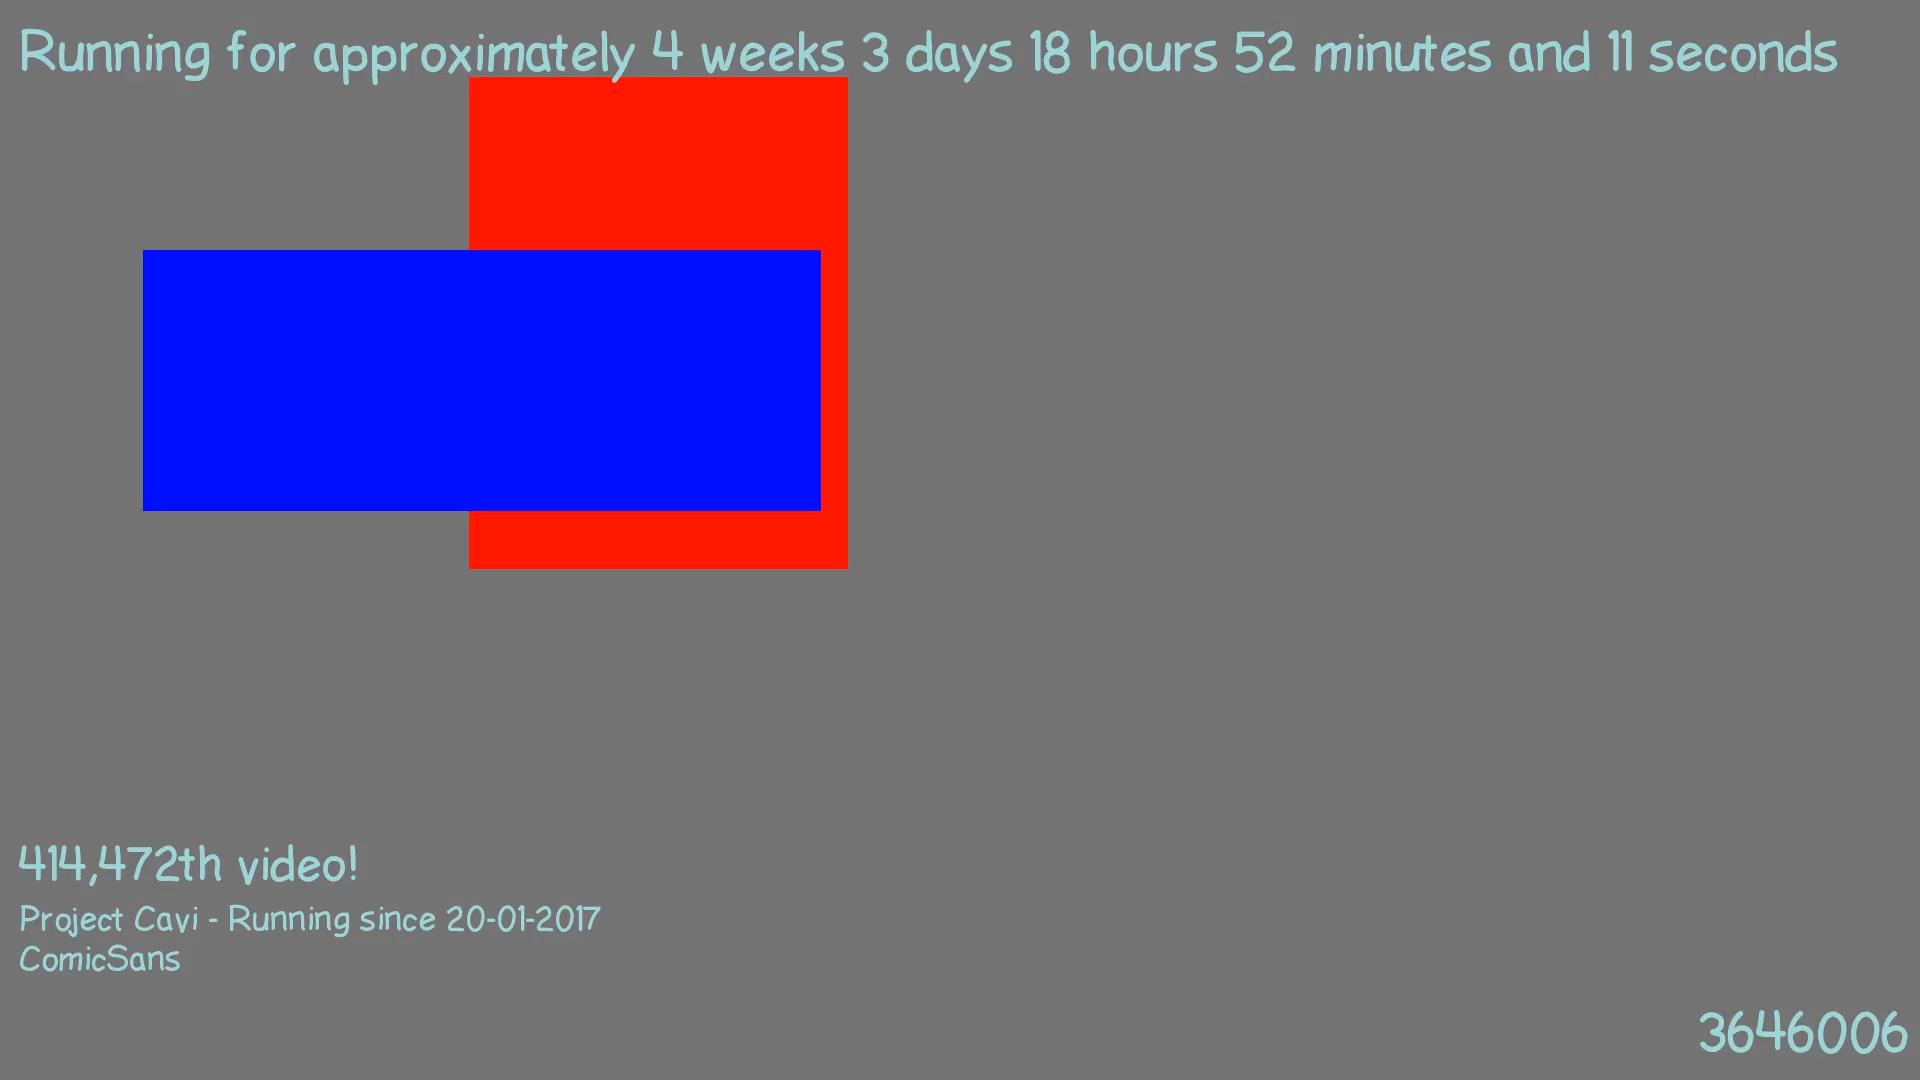 Running for approximately 4 weeks 3 days 18 hours 52 minutes and 11 seconds
414,472th video!
Project Cavi - Running since 20-01-2017
ComicSans
3646006